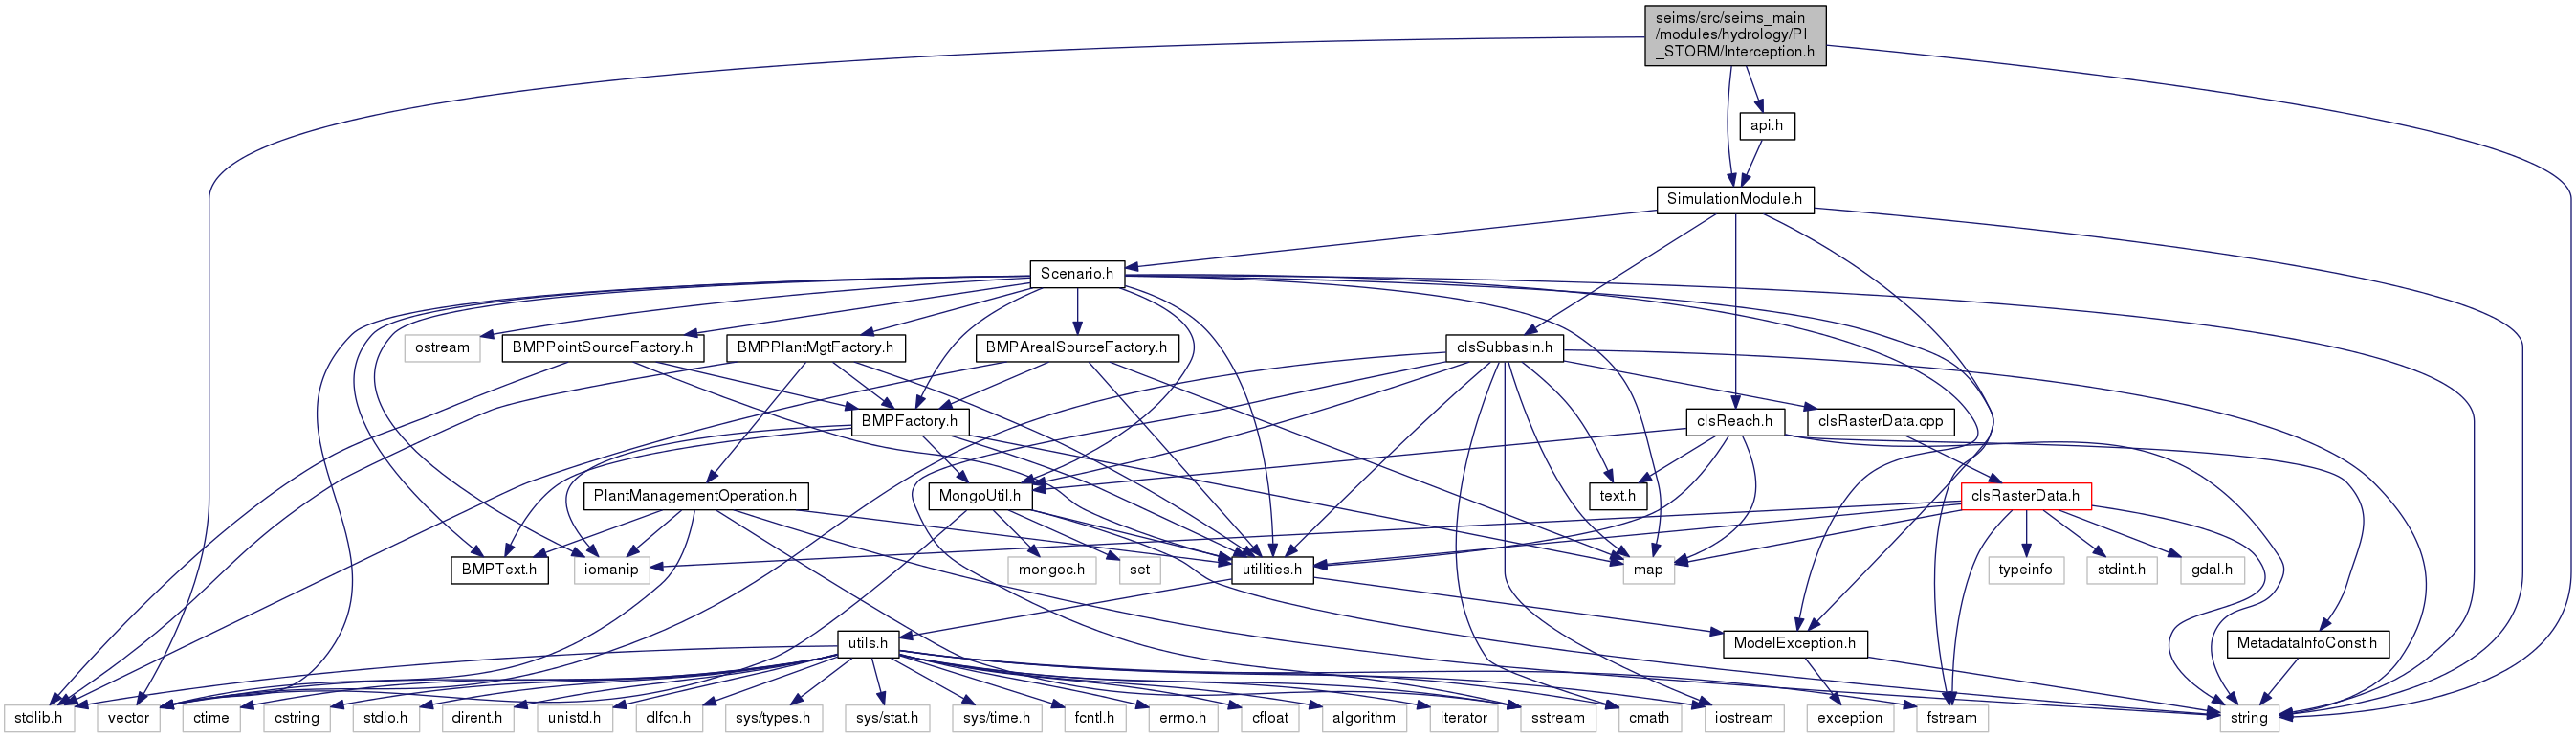 seims/src/seims_main
/modules/hydrology/PI
_STORM/Interception.h
api.h
SimulationModule.h
Scenario.h
ostream
BMPPointSourceFactory.h
BMPPlantMgtFactory.h
BMPArealSourceFactory.h
clsSubbasin.h
BMPFactory.h
clsReach.h
clsRasterData.cpp
PlantManagementOperation.h
MongoUtil.h
text.h
clsRasterData.h
BMPText.h
iomanip
mongoc.h
set
utilities.h
map
typeinfo
stdint.h
gdal.h
utils.h
ModelException.h
MetadataInfoConst.h
stdlib.h
vector
ctime
cstring
stdio.h
dirent.h
unistd.h
dlfcn.h
sys/types.h
sys/stat.h
sys/time.h
fcntl.h
errno.h
cfloat
algorithm
iterator
sstream
cmath
iostream
exception
fstream
string